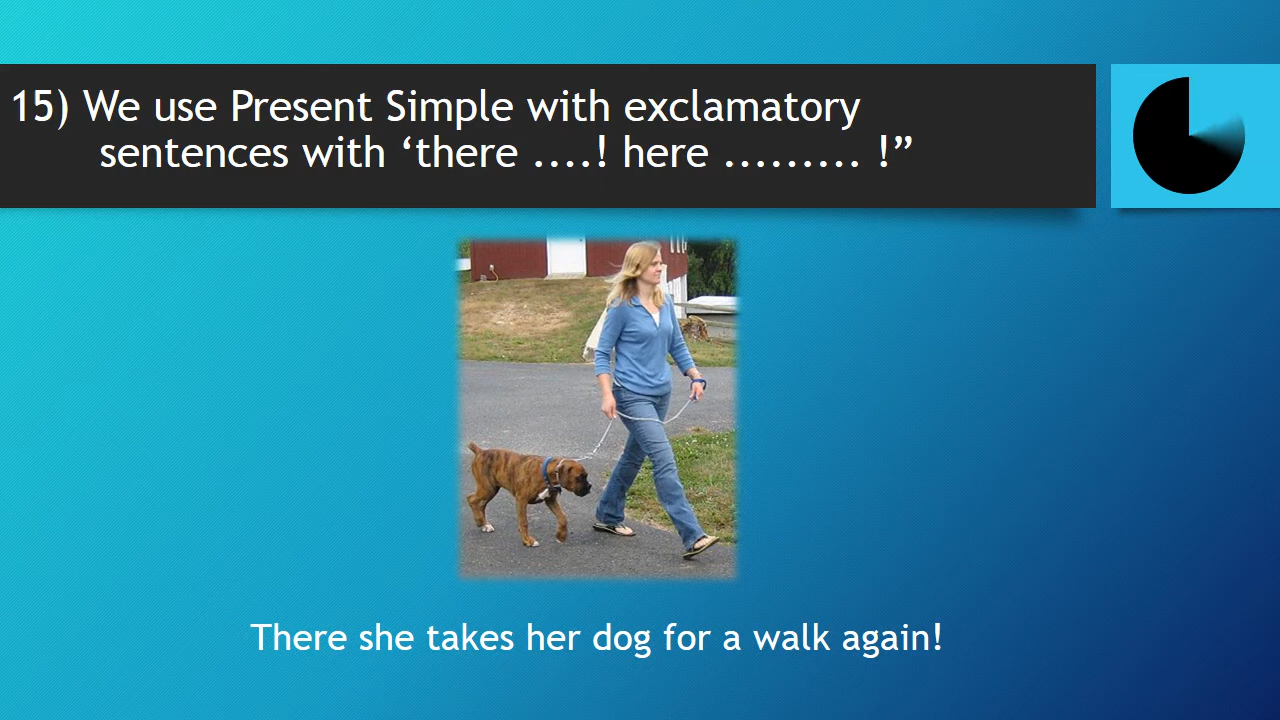 15) We use Present Simple with exclamatory
sentences with ‘there ....! here ......... !”
There she takes her dog for a walk again!